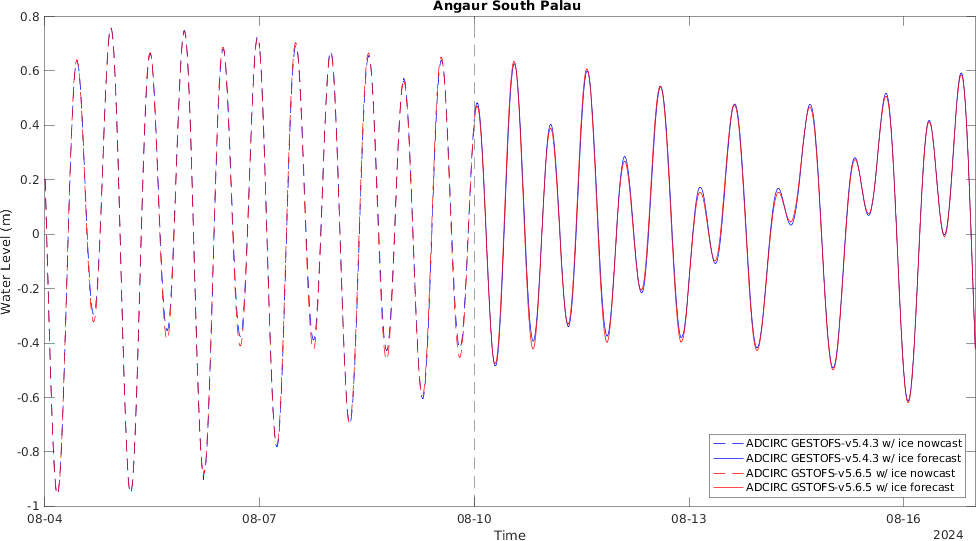 Angaur South Palau
0.8
0.6
0.4
0.2
0
-0.2
-0.4
-0.6
-0.8
-1
Water Level (m)
ADCIRC GESTOFS-v5.4.3 w/ ice nowcast
ADCIRC GESTOFS-v5.4.3 w/ ice forecast
ADCIRC GSTOFS-v5.6.5 w/ ice nowcast
ADCIRC GSTOFS-v5.6.5 w/ ice forecast
08-04 08-07 08-10 08-13 08-16
Time
2024